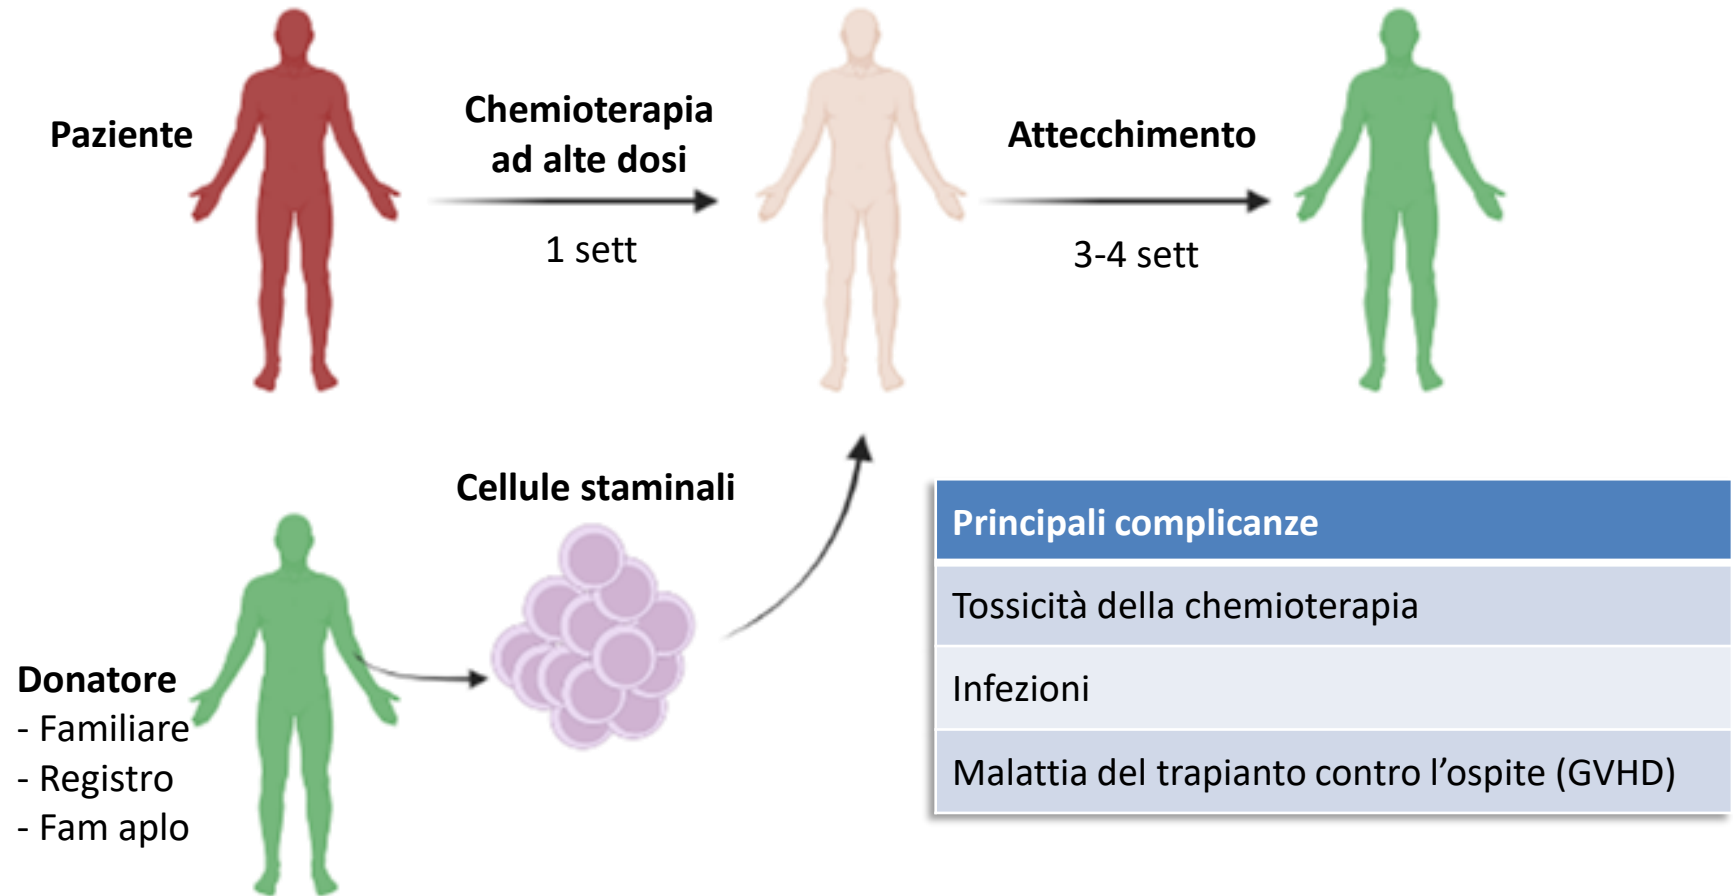 Paziente
Chemioterapia
ad alte dosi
1 sett
Attecchimento
3-4 sett
Cellule staminali
Donatore
- Familiare
- Registro
- Fam aplo
Principali complicanze
Tossicità della chemioterapia
Infezioni
Malattia del trapianto contro l’ospite (GVHD)